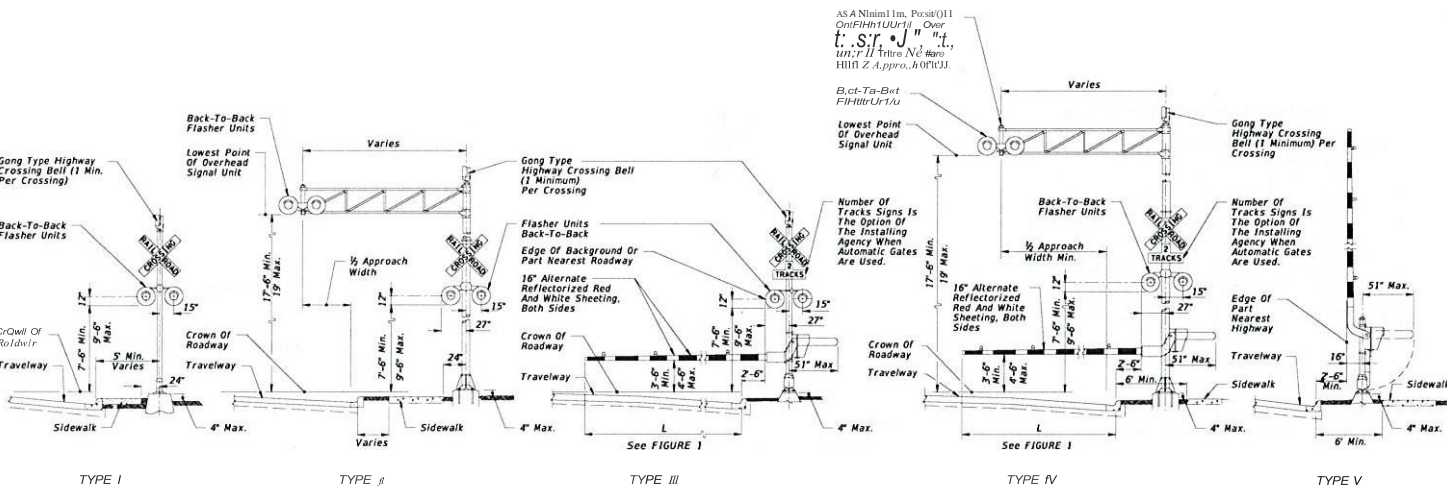 AS A
Over
Varies
Back-To-Back
Flasher Units
Lowest Point
Of Overhead
Signal Unit
Varies
Gong Type Highway
Crossing Bell (1 Min.
Per Crossing)
Back-To-Back
Flasher Units
RAILROAD
CROSSING
12"
15"
7'-6" Min.
9'-6" Max.
5' Min.
Varies
24"
Travelway
Sidewalk
4" Max.
TYPE I
17'-6" Min.
19' Max.
½ Approach
Width
RAILROAD
CROSSING
12"
15"
27"
7'-6" Min.
9'-6" Max.
24"
Crown Of
Roadway
Travelway
Varies
Sidewalk
4" Max.
TYPE
Gong Type
Highway Crossing Bell
(1 Minimum)
Per Crossing
Flasher Units
Back-To-Back
Edge Of Background Or
Part Nearest Roadway
16" Alternate
Reflectorized Red
And White Sheeting,
Both Sides
Crown Of
Roadway
Travelway
Number Of
Tracks Signs Is
The Option Of
The Installing
Agency When
Automatic Gates
Are Used.
RAILROAD
CROSSING
2
TRACKS
12"
15"
27"
7'-6" Min.
9'-6" Max.
51" Max.
3'-6" Min.
4'-6" Max.
2'-6"
4" Max.
L
See FIGURE 1
TYPE III
Lowest Point
Of Overhead
Signal Unit
17'-6" Min.
19' Max.
½ Approach
Width Min.
Back-To-Back
Flasher Units
16" Alternate
Reflectorized
Red And White
Sheeting, Both
Sides
Crown Of
Roadway
Travelway
RAILROAD
CROSSING
2
TRACKS
12"
15"
27"
7'-6" Min.
9'-6" Max.
51" Max
3'-6" Min.
4'-6" Max.
2'-6"
6' Min.
Sidewalk
4" Max.
L
See FIGURE 1
TYPE
Gong Type
Highway Crossing
Bell (1 Minimum) Per
Crossing
Number Of
Tracks Signs Is
The Option Of
The Installing
Agency When
Automatic Gates
Are Used.
51" Max.
Edge Of
Part
Nearest
Highway
Travelway
16"
2'-6"
Min.
Sidewalk
4" Max.
6' Min.
TYPE V